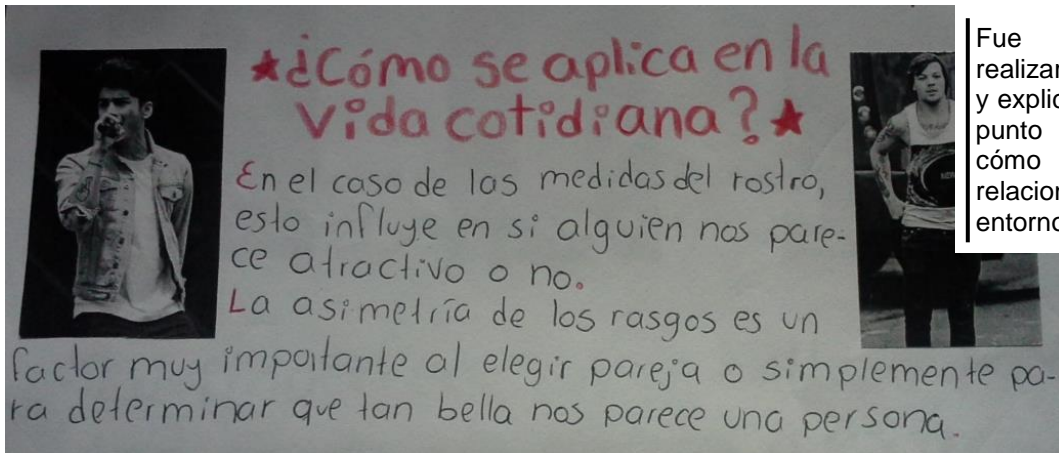 ★¿Cómo se aplica en la
vida cotidiana?★
En el caso de las medidas del rostro,
esto influye en si alguien nos pare-
ce atractivo o no.
La asimetría de los rasgos es un
factor muy importante al elegir pareja o simplemente pa-
ra determinar que tan bella nos parece una persona.
Fue
realizar
y explic
punto
cómo
relacion
entorno